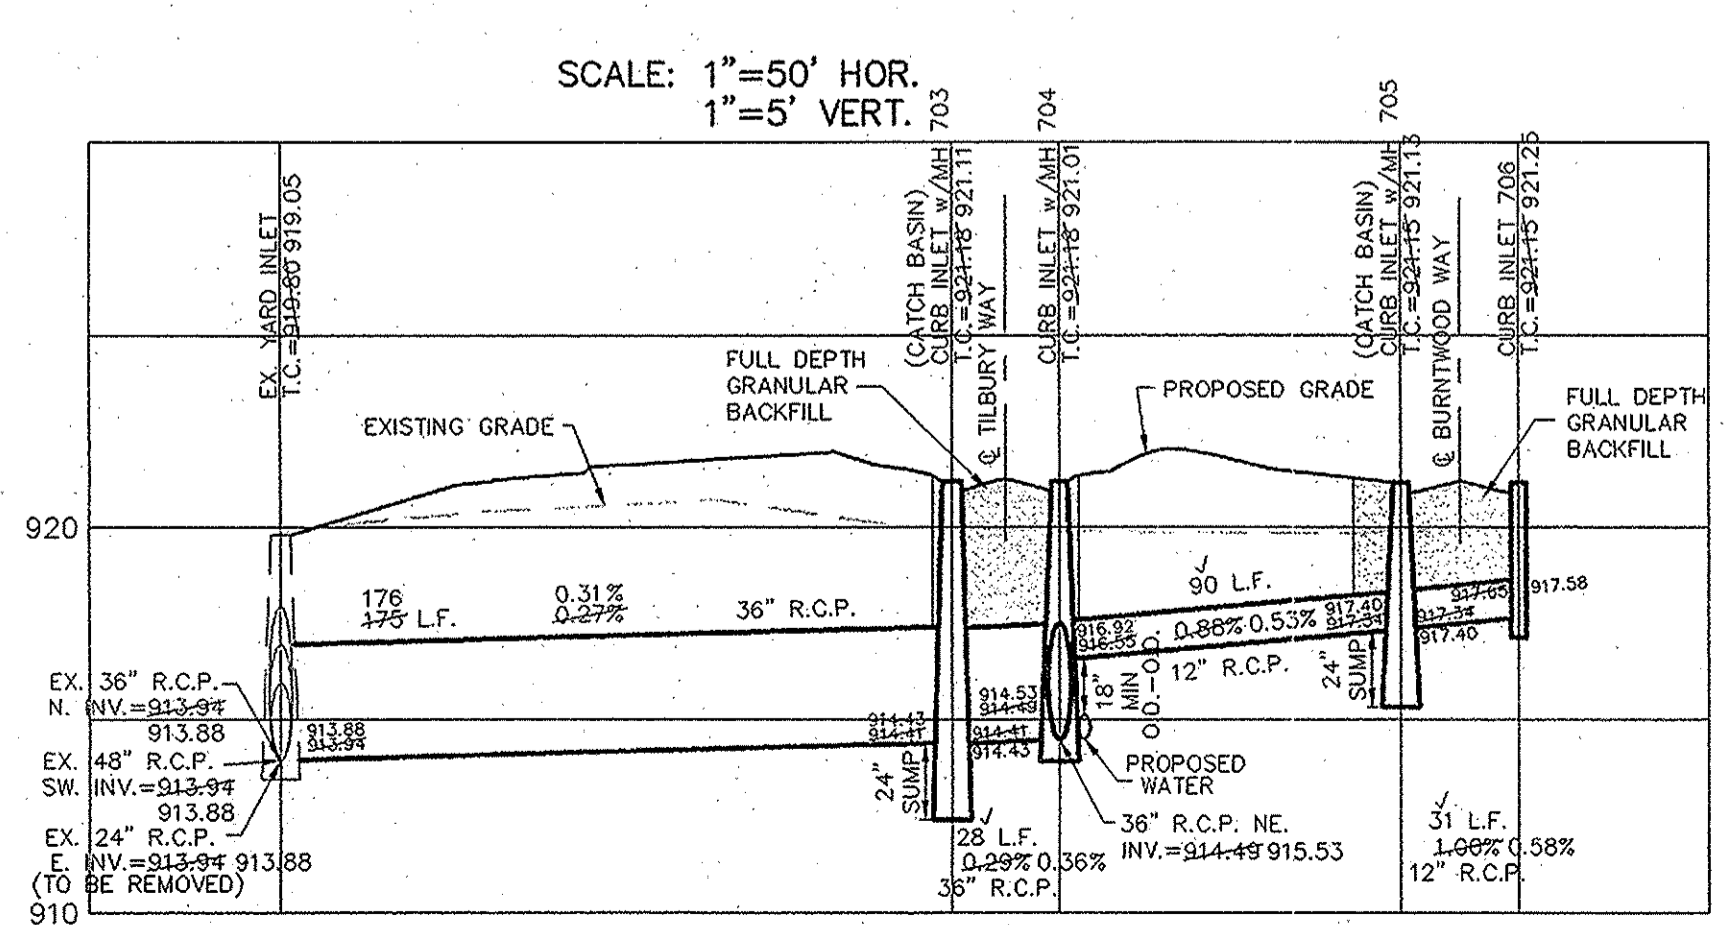 SCALE: 1"=50' HOR.
1"=5' VERT.
703
704
705
EX. YARD INLET
T.C.=919.80 919.05
(CATCH BASIN)
CURB INLET w/MH
T.C.=921.18 921.11
℄ TILBURY WAY
CURB INLET w/MH
T.C.=921.18 921.01
(CATCH BASIN)
CURB INLET w/MH
T.C.=921.15 921.13
℄ BURNTWOOD WAY
CURB INLET 706
T.C.=921.15 921.25
FULL DEPTH
GRANULAR
BACKFILL
EXISTING GRADE
PROPOSED GRADE
FULL DEPTH
GRANULAR
BACKFILL
920
176
175 L.F.
0.31%
0.27%
36" R.C.P.
90 L.F.
0.88% 0.53%
12" R.C.P.
916.92
916.55
917.40
917.34
917.34
917.40
917.65
917.58
24"
SUMP
18"
MIN
O.D.-O.D.
EX. 36" R.C.P.
N. INV.=913.94
913.88
913.88
913.94
EX. 48" R.C.P.
SW. INV.=913.94
913.88
EX. 24" R.C.P.
E. INV.=913.94 913.88
(TO BE REMOVED)
910
914.43
914.41
914.53
914.49
914.41
914.43
24"
SUMP
28 L.F.
0.29% 0.36%
36" R.C.P.
PROPOSED
WATER
36" R.C.P. NE.
INV.=914.49 915.53
31 L.F.
1.00% 0.58%
12" R.C.P.